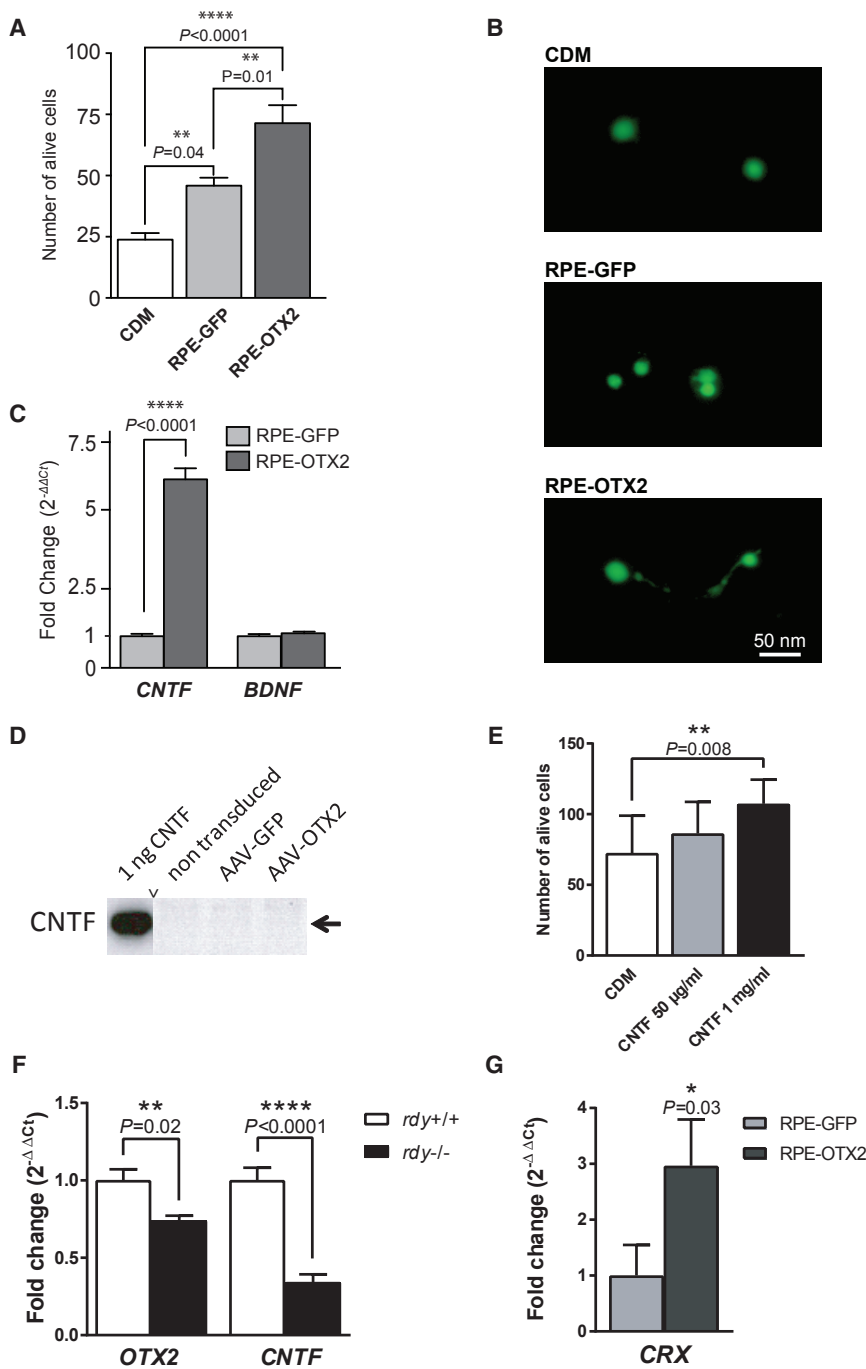 A
Number of alive cells
100
75
50
25
0
****
P<0.0001
**
P=0.01
**
P=0.04
CDM
RPE-GFP
RPE-OTX2
B
CDM
RPE-GFP
RPE-OTX2
50 nm
C
Fold Change (2-ΔΔCt)
7.5
5
2.5
1
0
****
P<0.0001
RPE-GFP
RPE-OTX2
CNTF
BDNF
D
1 ng CNTF
non transduced
AAV-GFP
AAV-OTX2
CNTF
E
Number of alive cells
150
100
50
0
**
P=0.008
CDM
CNTF 50 µg/ml
CNTF 1 mg/ml
F
Fold change (2-Δ ΔCt)
1.5
1.0
0.5
0.0
**
P=0.02
****
P<0.0001
rdy+/+
rdy-/-
OTX2
CNTF
G
Fold change (2-Δ ΔCt)
4
3
2
1
0
*
P=0.03
RPE-GFP
RPE-OTX2
CRX